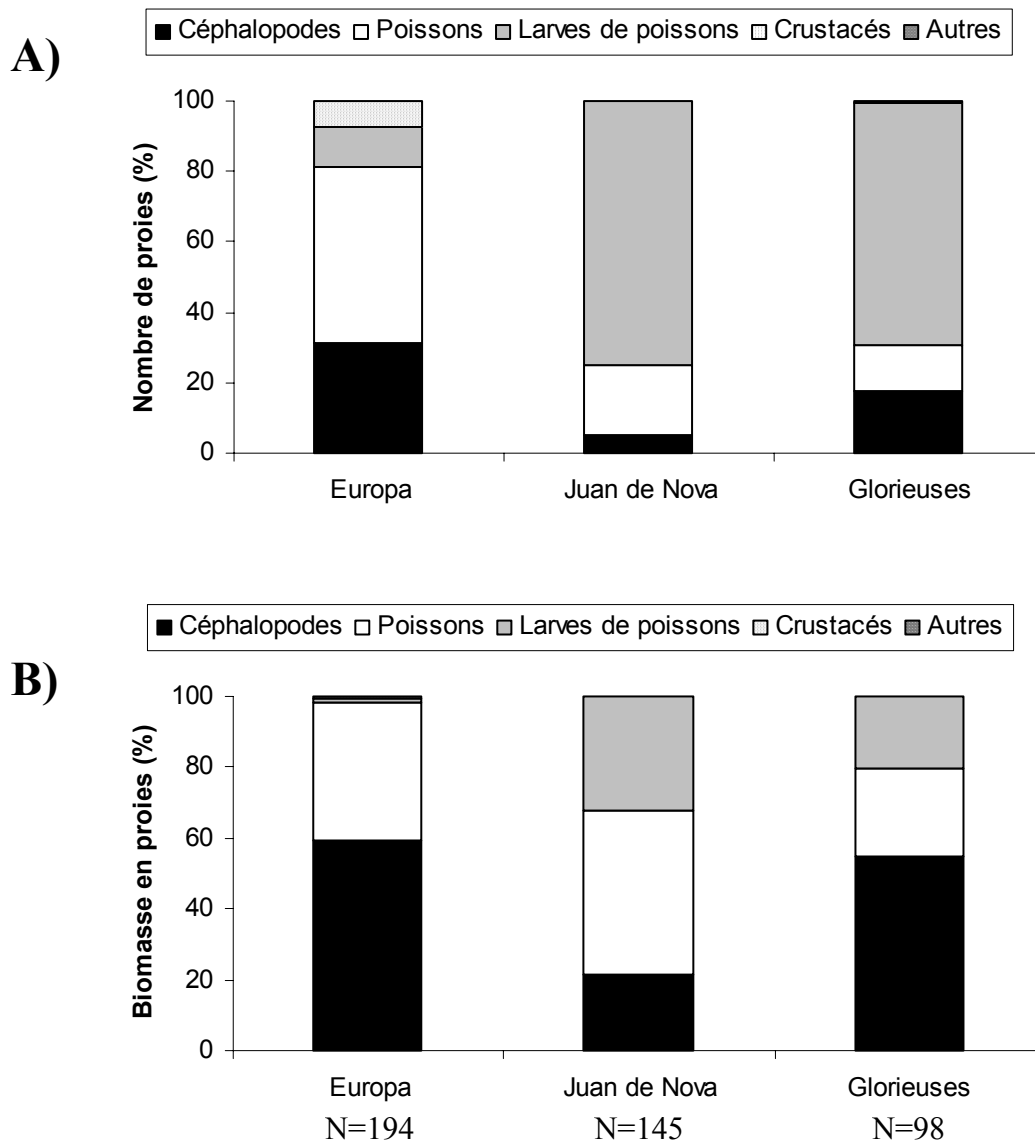 A)
Céphalopodes Poissons Larves de poissons Crustacés Autres
Nombre de proies (%)
100
80
60
40
20
0
Europa Juan de Nova Glorieuses
B)
Céphalopodes Poissons Larves de poissons Crustacés Autres
Biomasse en proies (%)
100
80
60
40
20
0
Europa Juan de Nova Glorieuses
N=194 N=145 N=98